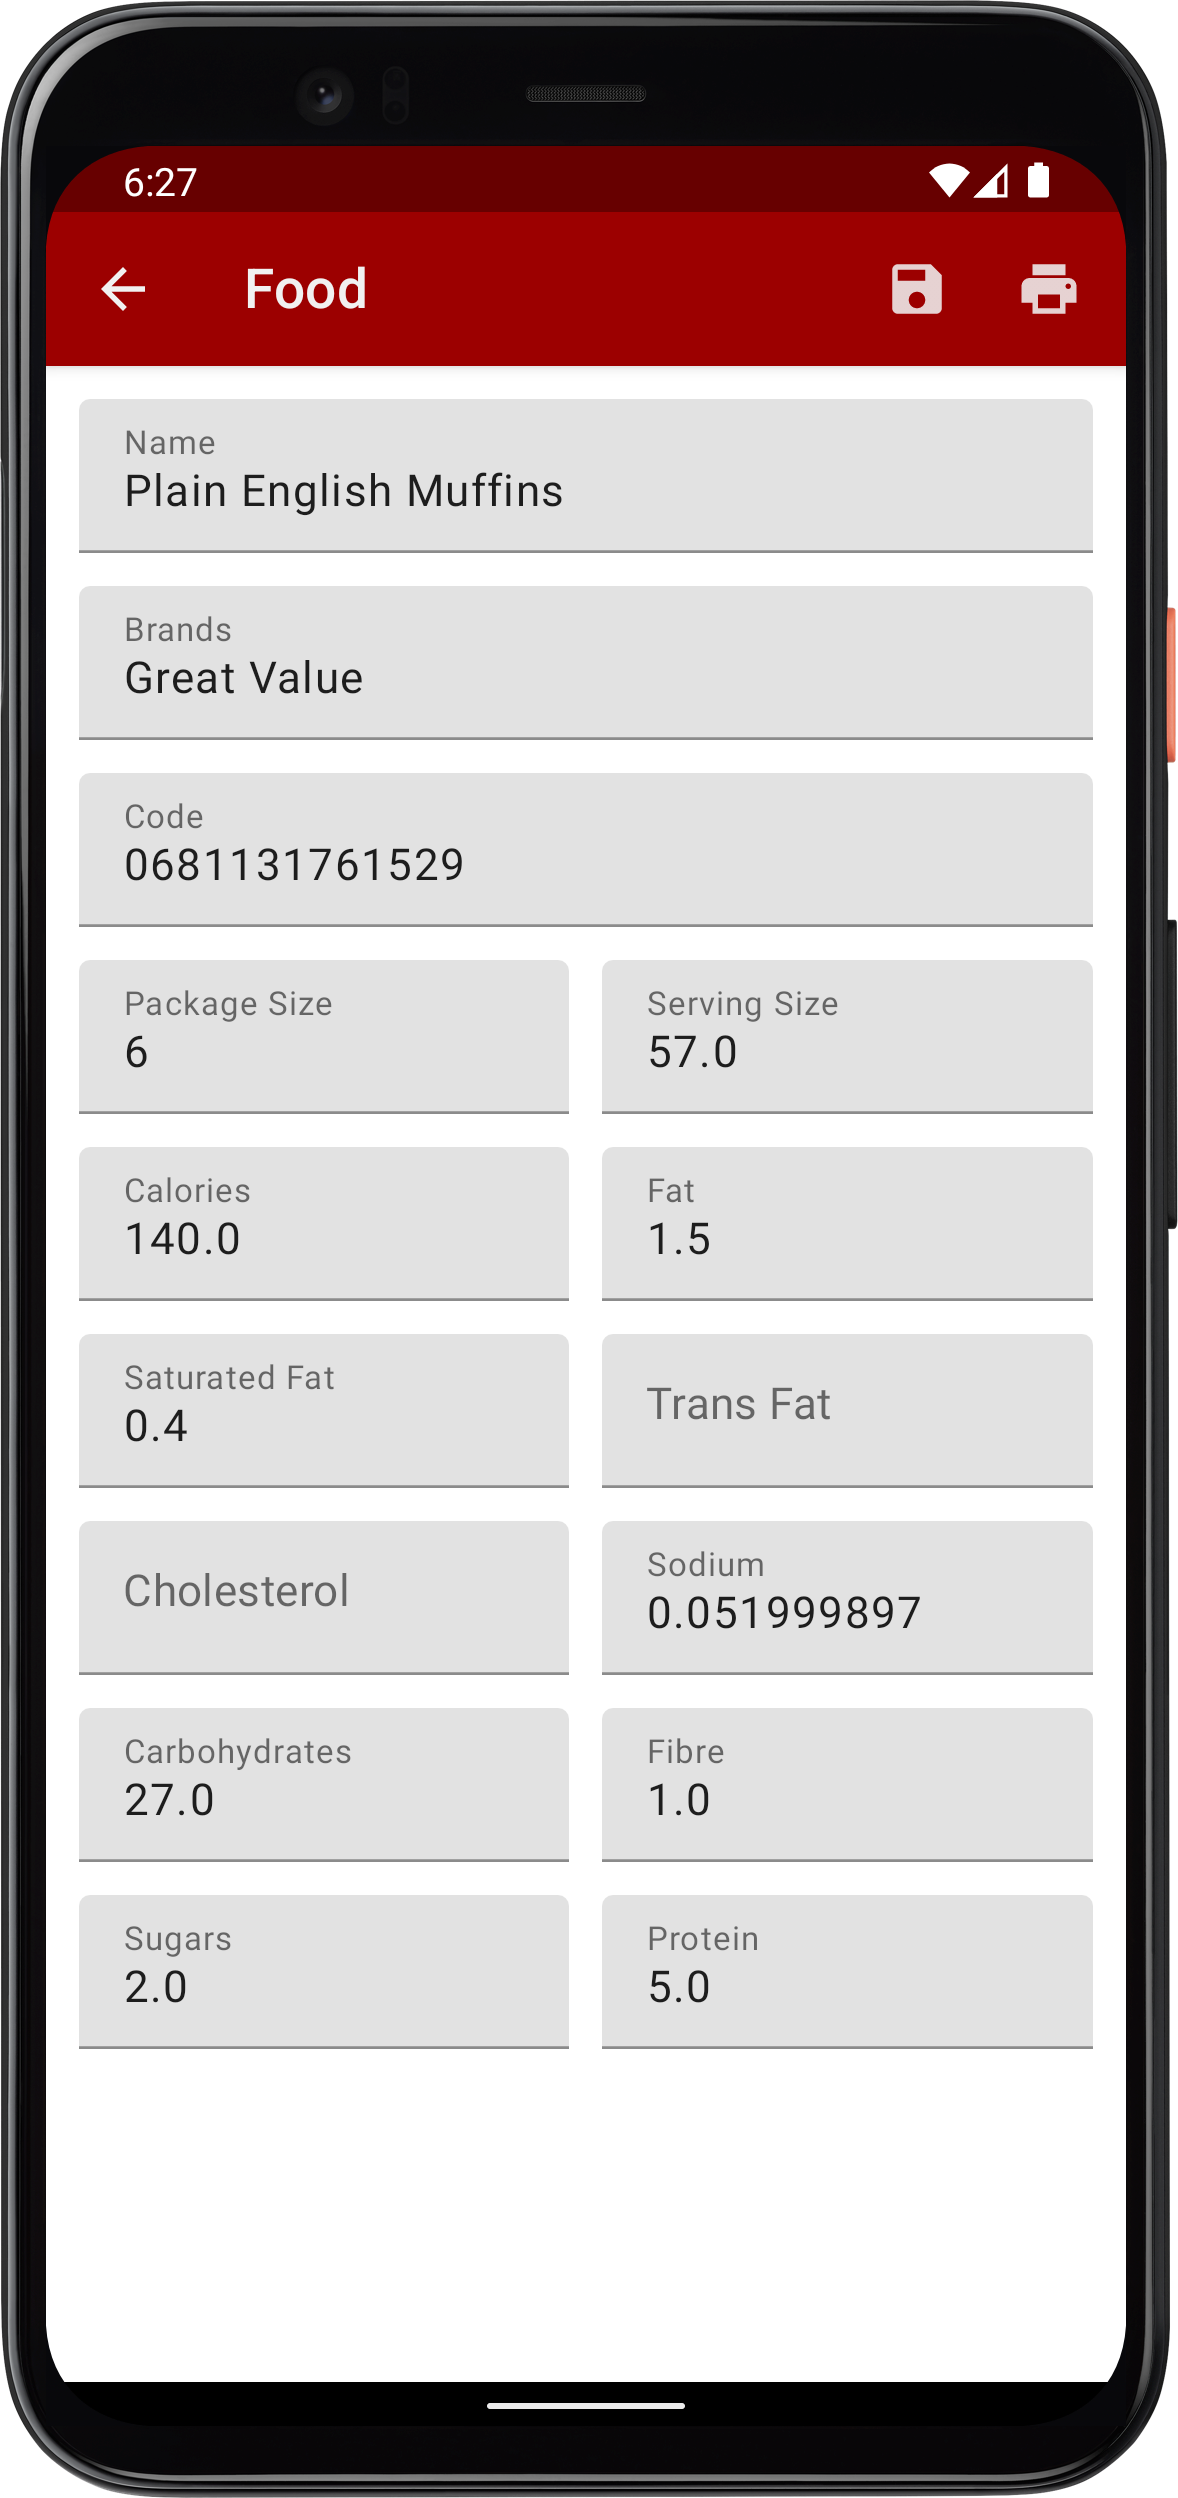 6:27
Food
Name
Plain English Muffins
Brands
Great Value
Code
0681131761529
Package Size
6
Serving Size
57.0
Calories
140.0
Fat
1.5
Saturated Fat
0.4
Trans Fat
Cholesterol
Sodium
0.051999897
Carbohydrates
27.0
Fibre
1.0
Sugars
2.0
Protein
5.0